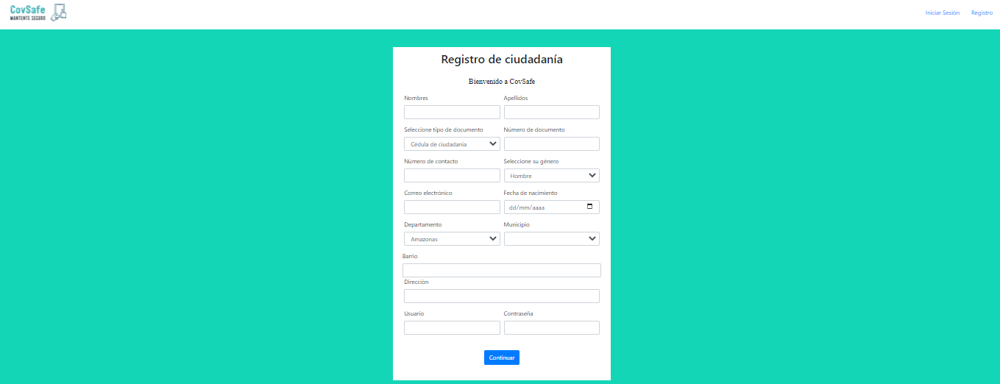 CovSafe
MANTENTE SEGURO
Iniciar Sesión Registro
Registro de ciudadanía
Bienvenido a CovSafe
Nombres Apellidos
Seleccione tipo de documento Número de documento
Cédula de ciudadanía
Número de contacto Seleccione su género
Hombre
Correo electrónico Fecha de nacimiento
dd/mm/aaaa
Departamento Municipio
Amazonas
Barrio
Dirección
Usuario Contraseña
Continuar